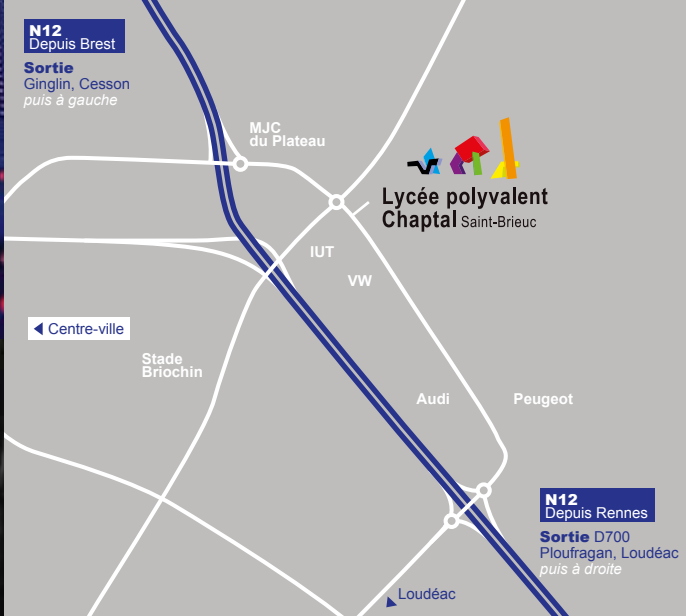 N12
Depuis Brest
Sortie
Ginglin, Cesson
puis à gauche
MJC
du Plateau
Lycée polyvalent
Chaptal Saint-Brieuc
IUT
VW
Centre-ville
Stade
Briochin
Audi
Peugeot
N12
Depuis Rennes
Sortie D700
Ploufragan, Loudéac
puis à droite
Loudéac